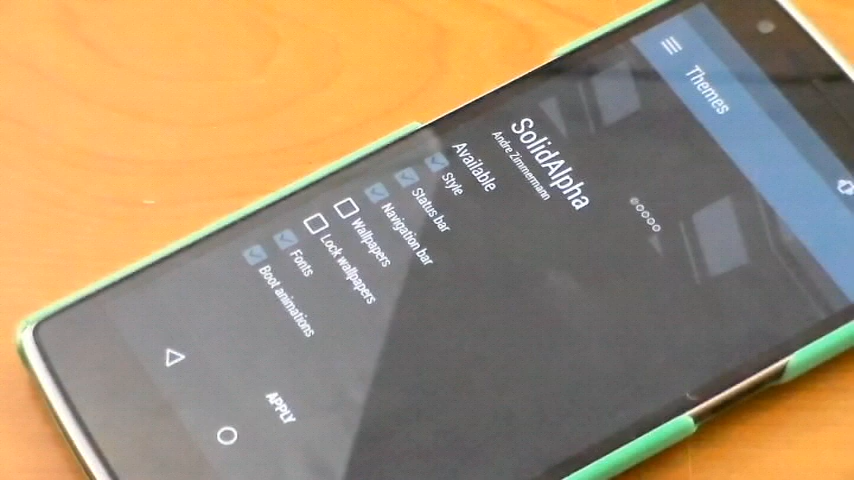 Themes
SolidAlpha
Andre Zimmermann
Available
Style
Status bar
Navigation bar
Wallpapers
Lock wallpapers
Fonts
Boot animations
APPLY